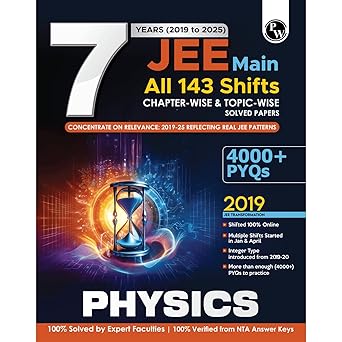 7
YEARS (2019 to 2025)
PW
JEE Main
All 143 Shifts
CHAPTER-WISE & TOPIC-WISE
SOLVED PAPERS
CONCENTRATE ON RELEVANCE: 2019-25 REFLECTING REAL JEE PATTERNS
4000+
PYQs
2019
JEE TRANSFORMATION
• Shifted 100% Online
• Multiple Shifts Started
in Jan & April
• Integer Type
introduced from 2019-20
• More than enough (4000+)
PYQs to practice
PHYSICS
100% Solved by Expert Faculties | 100% Verified from NTA Answer Keys